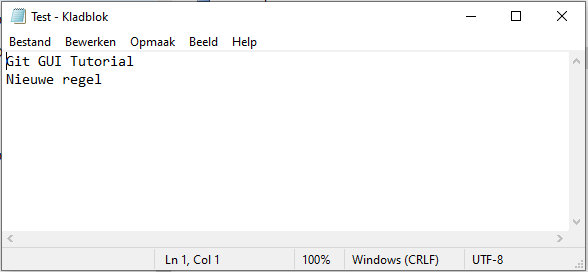 Test - Kladblok
Bestand Bewerken Opmaak Beeld Help
Git GUI Tutorial
Nieuwe regel
Ln 1, Col 1 100% Windows (CRLF) UTF-8